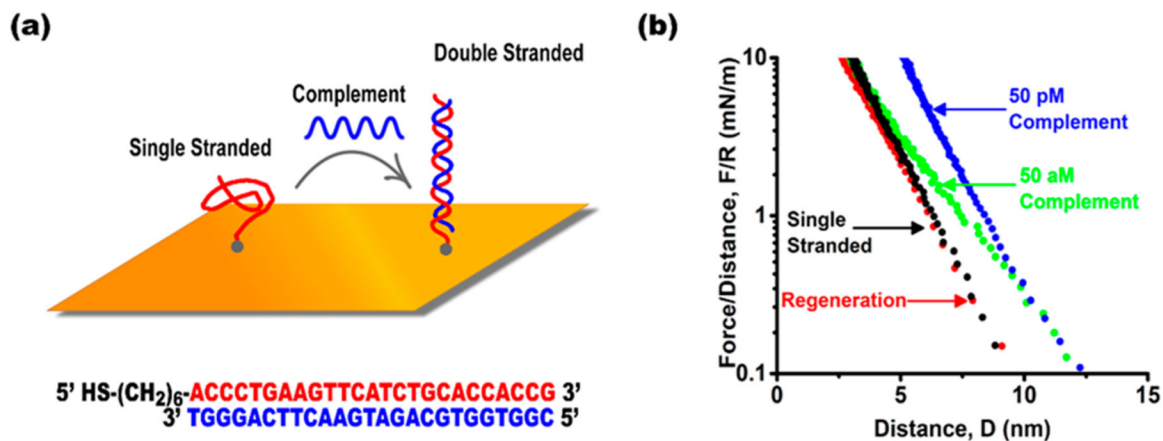 (a)
Double Stranded
Complement
Single Stranded
5' HS-(CH2)6-ACCCTGAAGTTCATCTGCACCACCG 3'
3' TGGGACTTCAAGTAGACGTGGTGGC 5'
(b)
Force/Distance, F/R (mN/m)
10
1
0.1
50 pM
Complement
50 aM
Complement
Single
Stranded
Regeneration
0
5
10
15
Distance, D (nm)